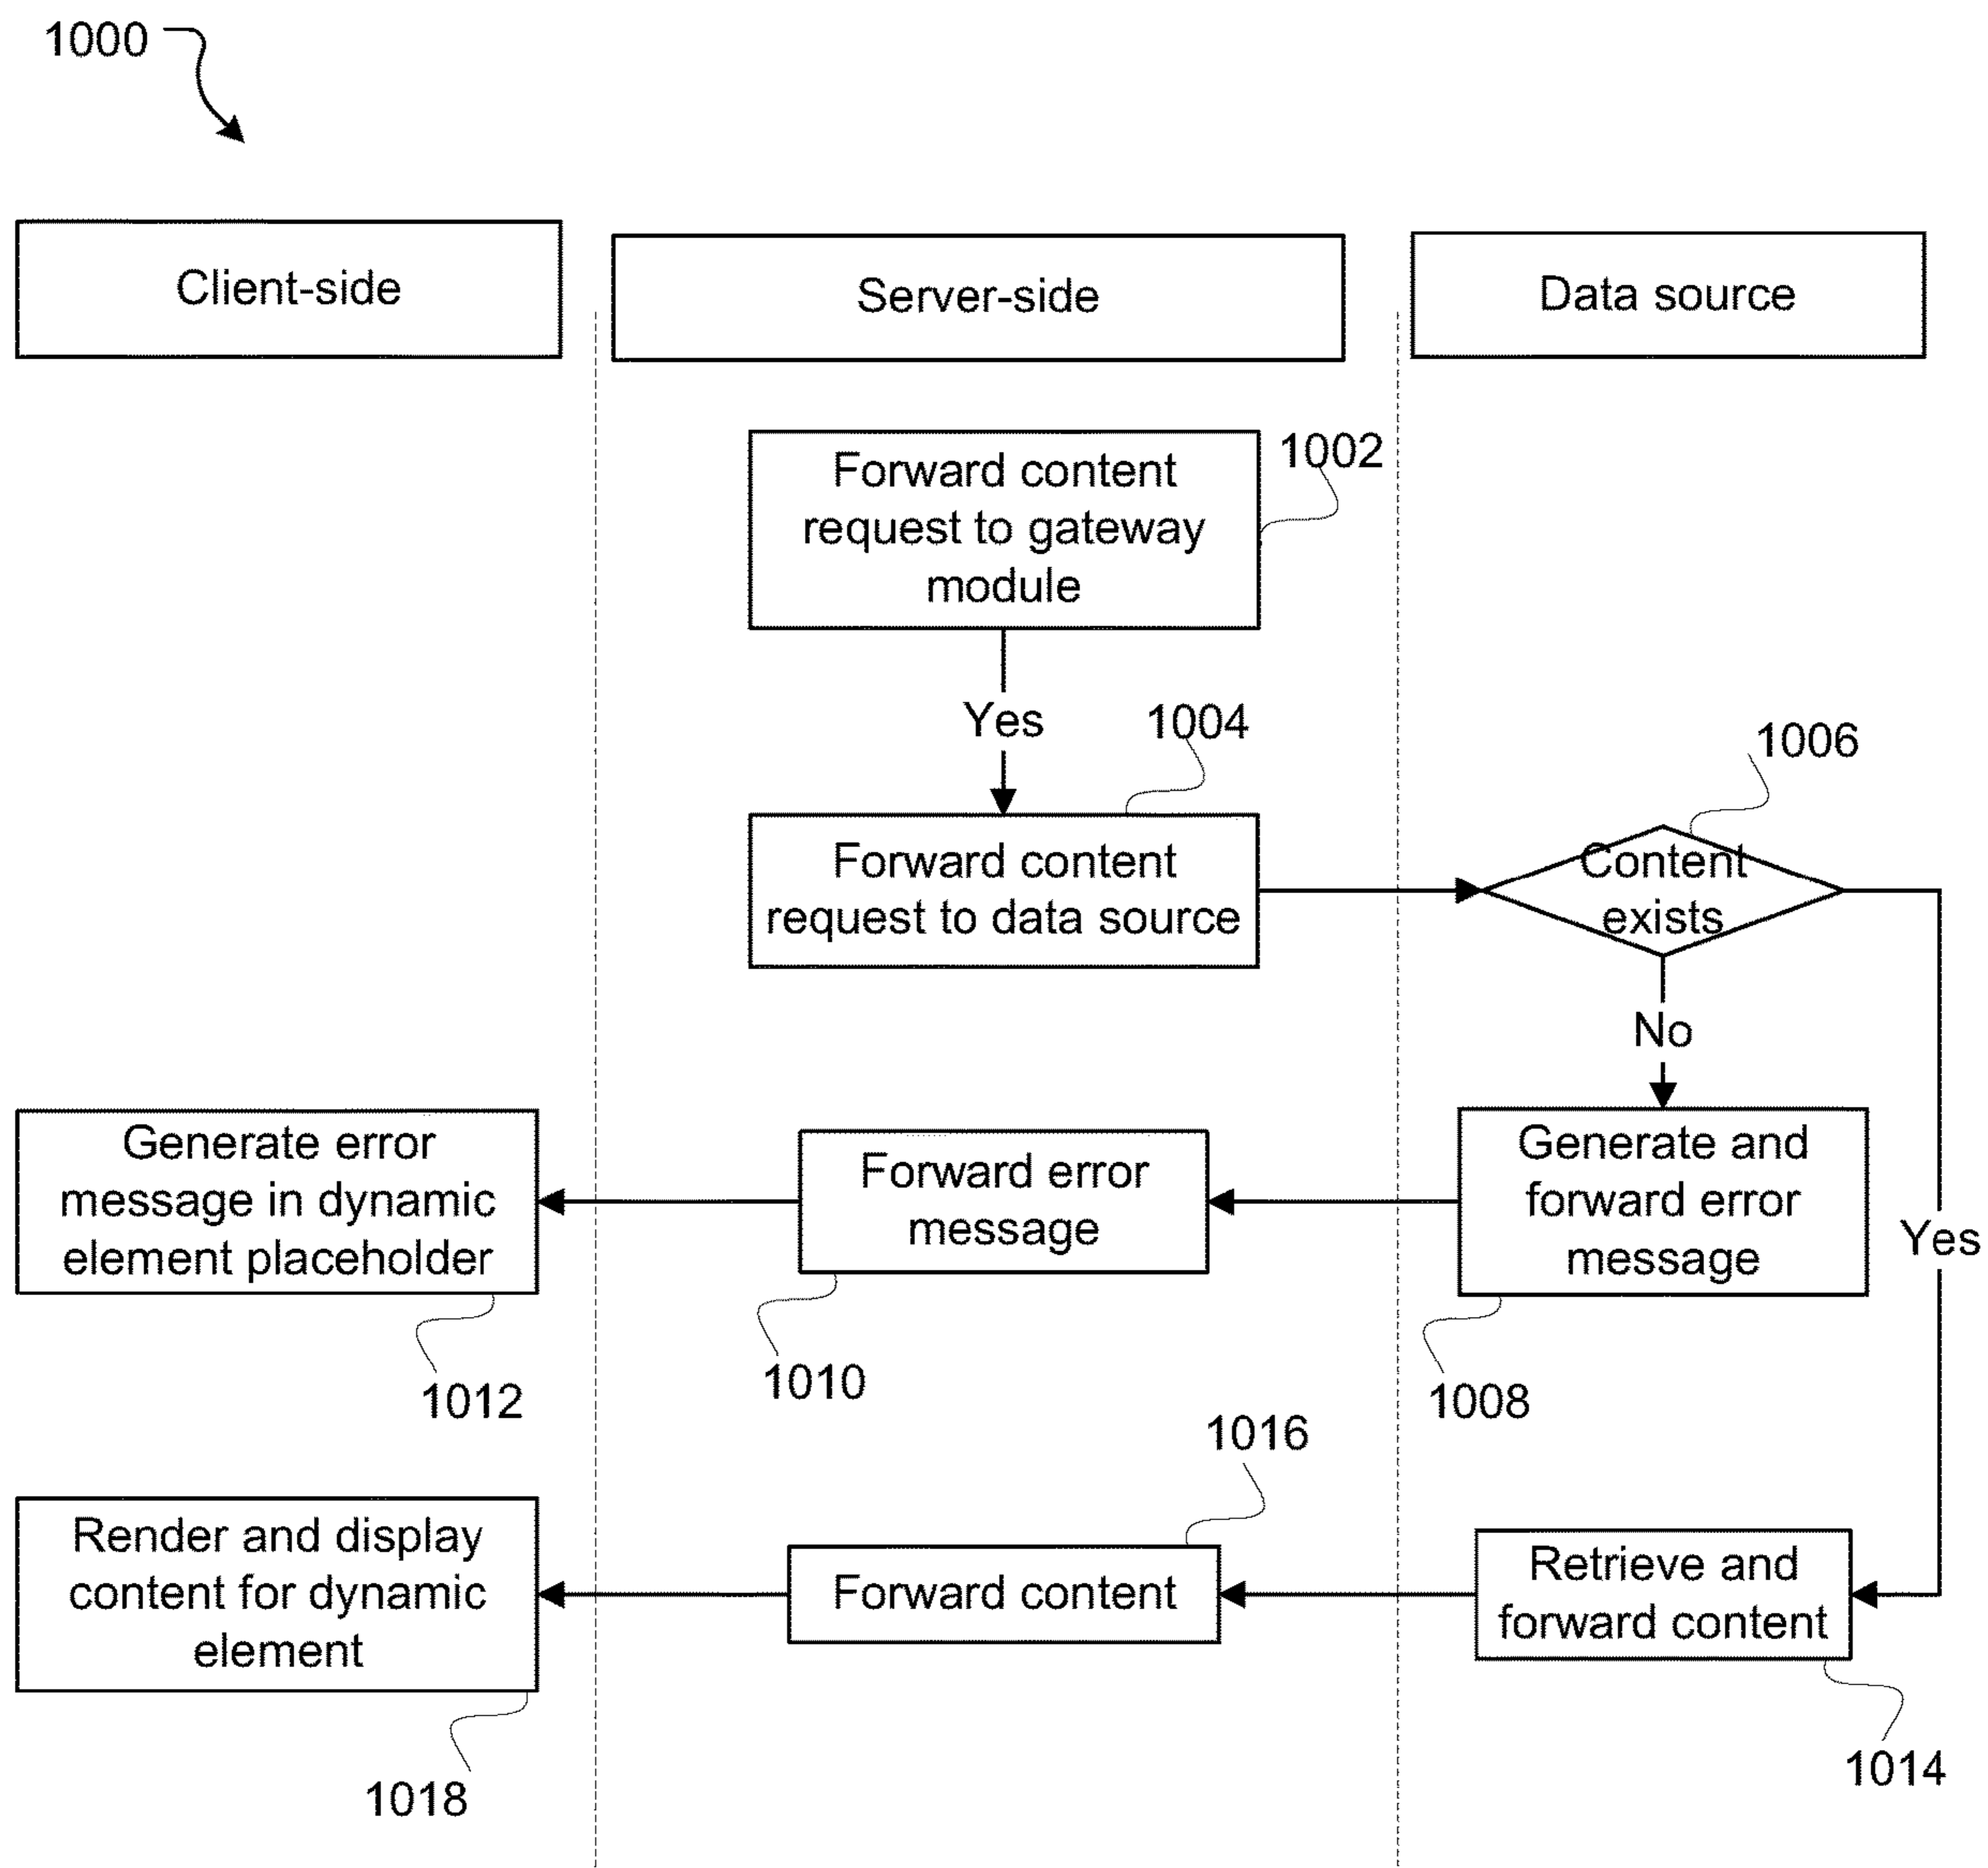 1000
Client-side
Server-side
Data source
Forward content
request to gateway
module
1002
Yes
1004
1006
Forward content
request to data source
Content
exists
No
Yes
Generate error
message in dynamic
element placeholder
Forward error
message
Generate and
forward error
message
1012
1010
1008
1016
Render and display
content for dynamic
element
Forward content
Retrieve and
forward content
1018
1014